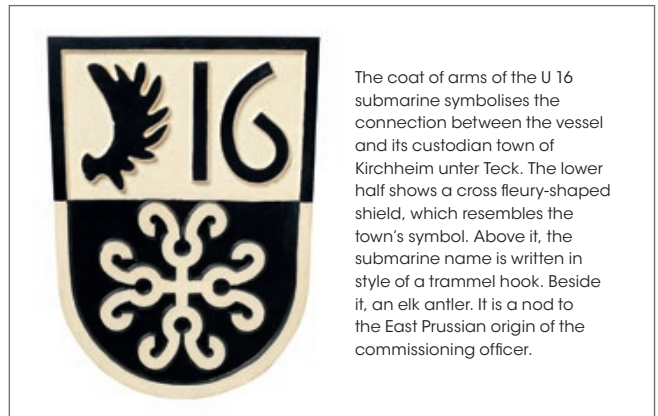 16
The coat of arms of the U 16
submarine symbolises the
connection between the vessel
and its custodian town of
Kirchheim unter Teck. The lower
half shows a cross fleury-shaped
shield, which resembles the
town's symbol. Above it, the
submarine name is written in
style of a trammel hook. Beside
it, an elk antler. It is a nod to
the East Prussian origin of the
commissioning officer.